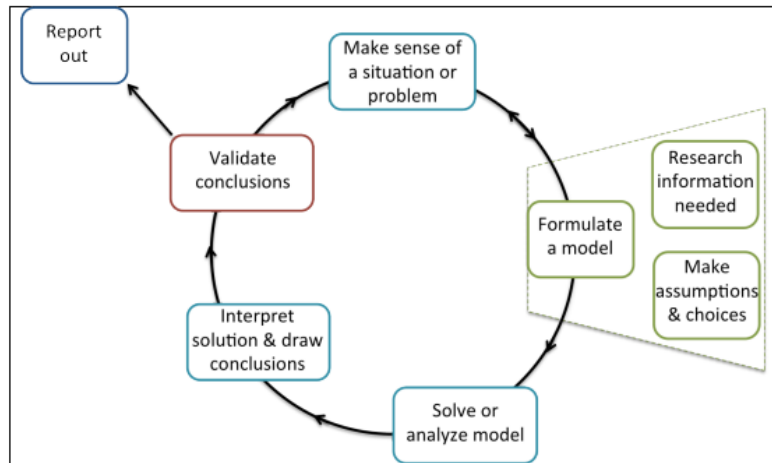 Report
out
Make sense of
a situation or
problem
Validate
conclusions
Research
information
needed
Formulate
a model
Make
assumptions
& choices
Interpret
solution & draw
conclusions
Solve or
analyze model